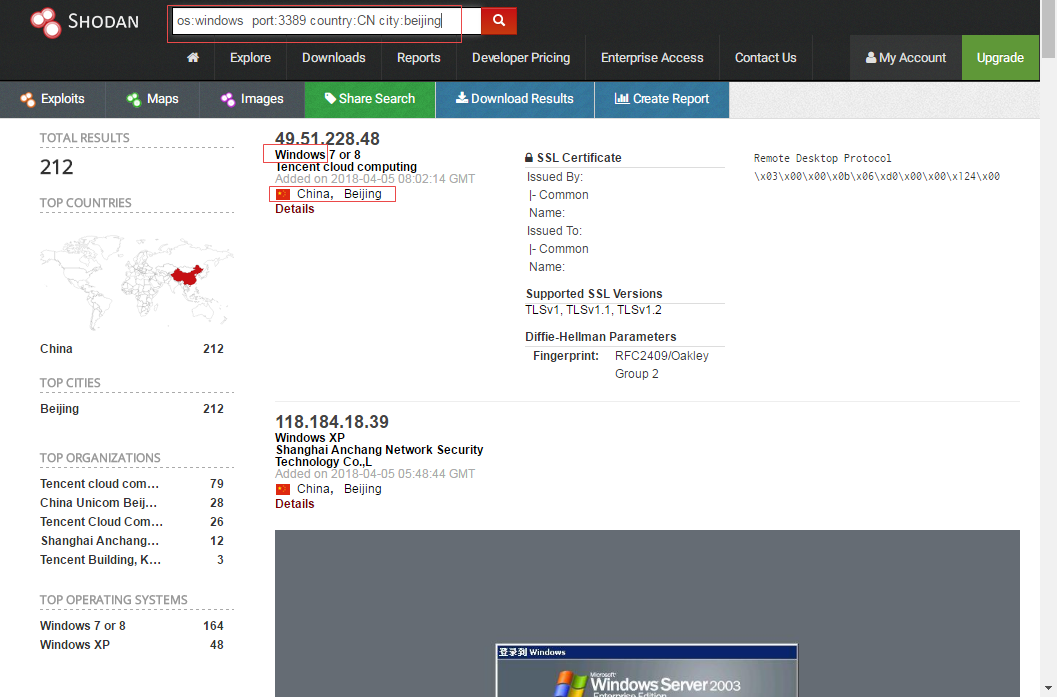 SHODAN
os:windows port:3389 country:CN city:beijing
Explore
Downloads
Reports
Developer Pricing
Enterprise Access
Contact Us
My Account
Upgrade
Exploits
Maps
Images
Share Search
Download Results
Create Report
TOTAL RESULTS
212
TOP COUNTRIES
China 212
TOP CITIES
Beijing 212
TOP ORGANIZATIONS
Tencent cloud com... 79
China Unicom Beij... 28
Tencent Cloud Com... 26
Shanghai Anchang... 12
Tencent Building, K... 3
TOP OPERATING SYSTEMS
Windows 7 or 8 164
Windows XP 48
49.51.228.48
Windows 7 or 8
Tencent cloud computing
Added on 2018-04-05 08:02:14 GMT
China, Beijing
Details
SSL Certificate
Issued By:
|- Common
Name:
Issued To:
|- Common
Name:
Supported SSL Versions
TLSv1, TLSv1.1, TLSv1.2
Diffie-Hellman Parameters
Fingerprint: RFC2409/Oakley
Group 2
Remote Desktop Protocol
\x03\x00\x00\x0b\x06\xd0\x00\x00\x124\x00
118.184.18.39
Windows XP
Shanghai Anchang Network Security
Technology Co.,L
Added on 2018-04-05 05:48:44 GMT
China, Beijing
Details
登录到 Windows
Microsoft
Windows Server 2003
Enterprise Edition